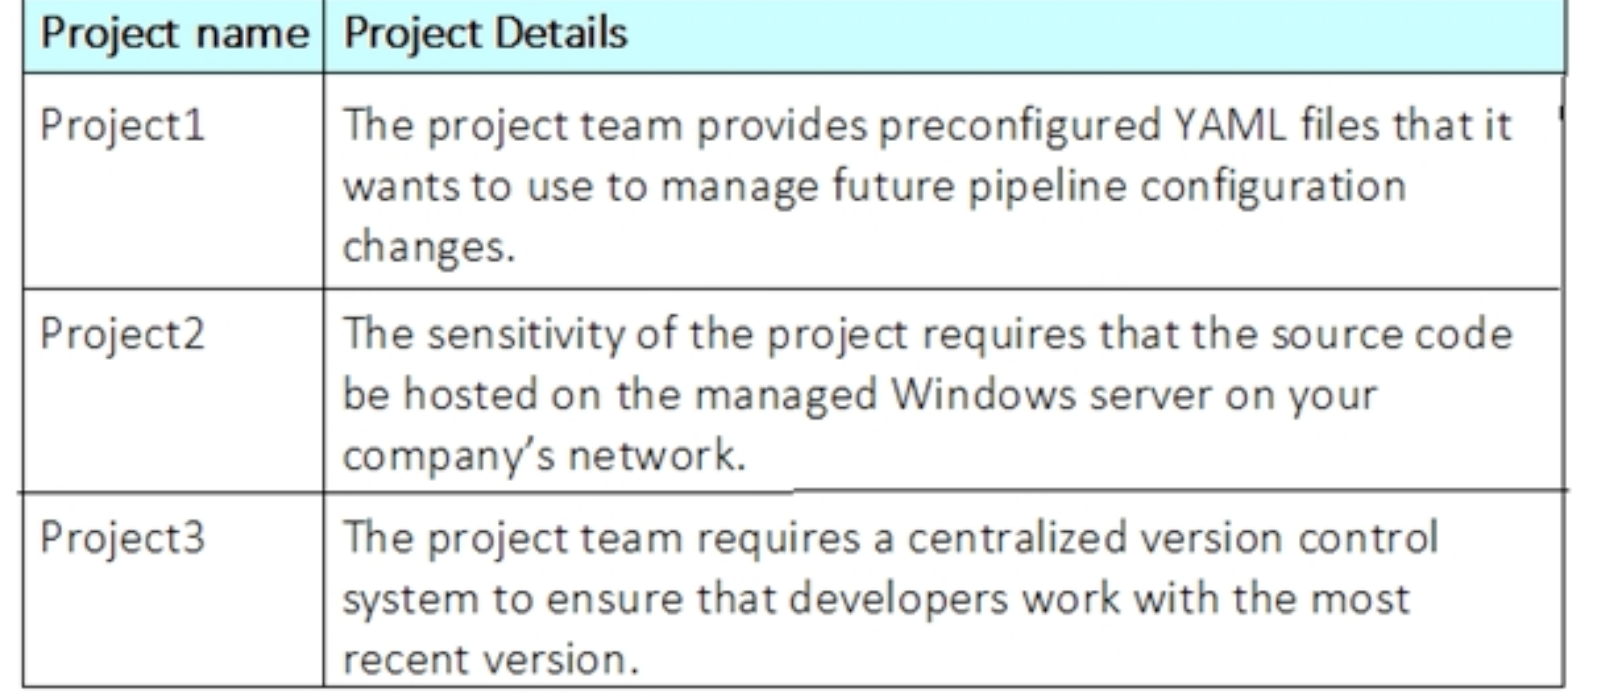 Project name Project Details
Project1 The project team provides preconfigured YAML files that it
wants to use to manage future pipeline configuration
changes.
Project2 The sensitivity of the project requires that the source code
be hosted on the managed Windows server on your
company’s network.
Project3 The project team requires a centralized version control
system to ensure that developers work with the most
recent version.